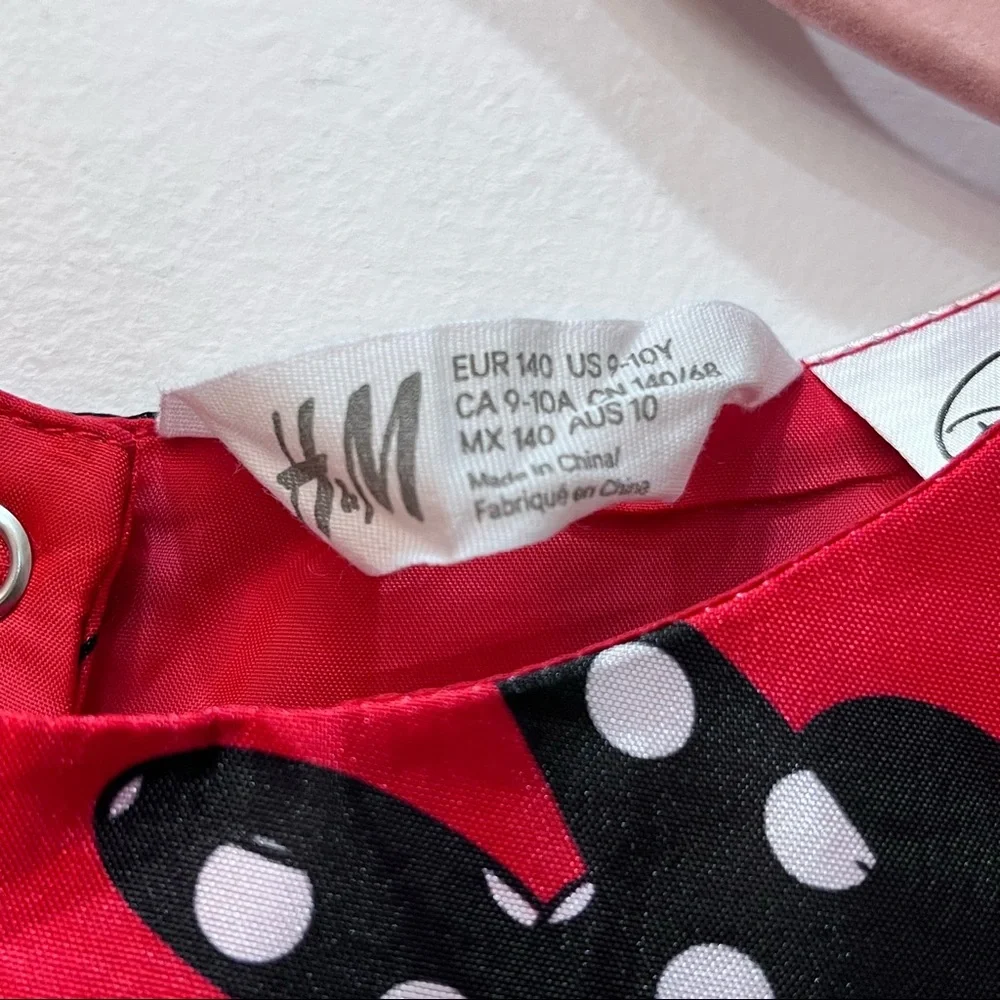 H&M
EUR 140 US 9-10Y
CA 9-10A CN 140/68
MX 140 AUS 10
Made in China/
Fabriqué en Chine